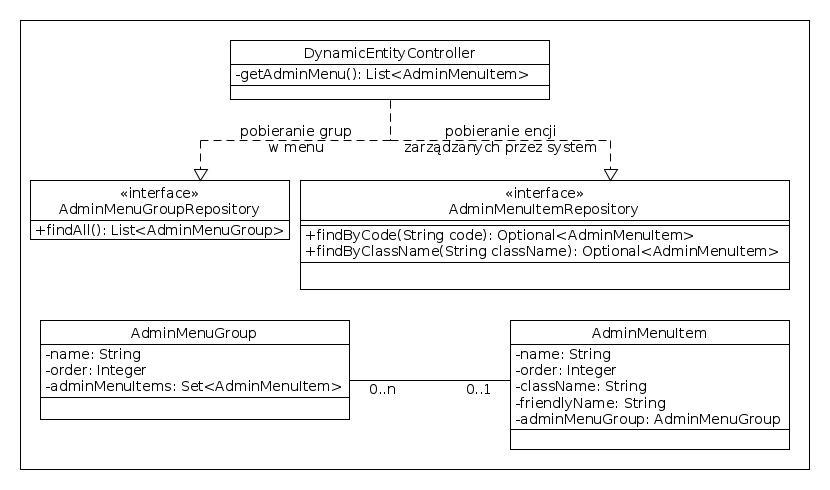 DynamicEntityController
-getAdminMenu(): List<AdminMenuItem>
pobieranie grup
w menu
pobieranie encji
zarządzanych przez system
«interface»
AdminMenuGroupRepository
+findAll(): List<AdminMenuGroup>
«interface»
AdminMenuItemRepository
+findByCode(String code): Optional<AdminMenuItem>
+findByClassName(String className): Optional<AdminMenuItem>
AdminMenuGroup
-name: String
-order: Integer
-adminMenuItems: Set<AdminMenuItem>
0..n
0..1
AdminMenuItem
-name: String
-order: Integer
-className: String
-friendlyName: String
-adminMenuGroup: AdminMenuGroup